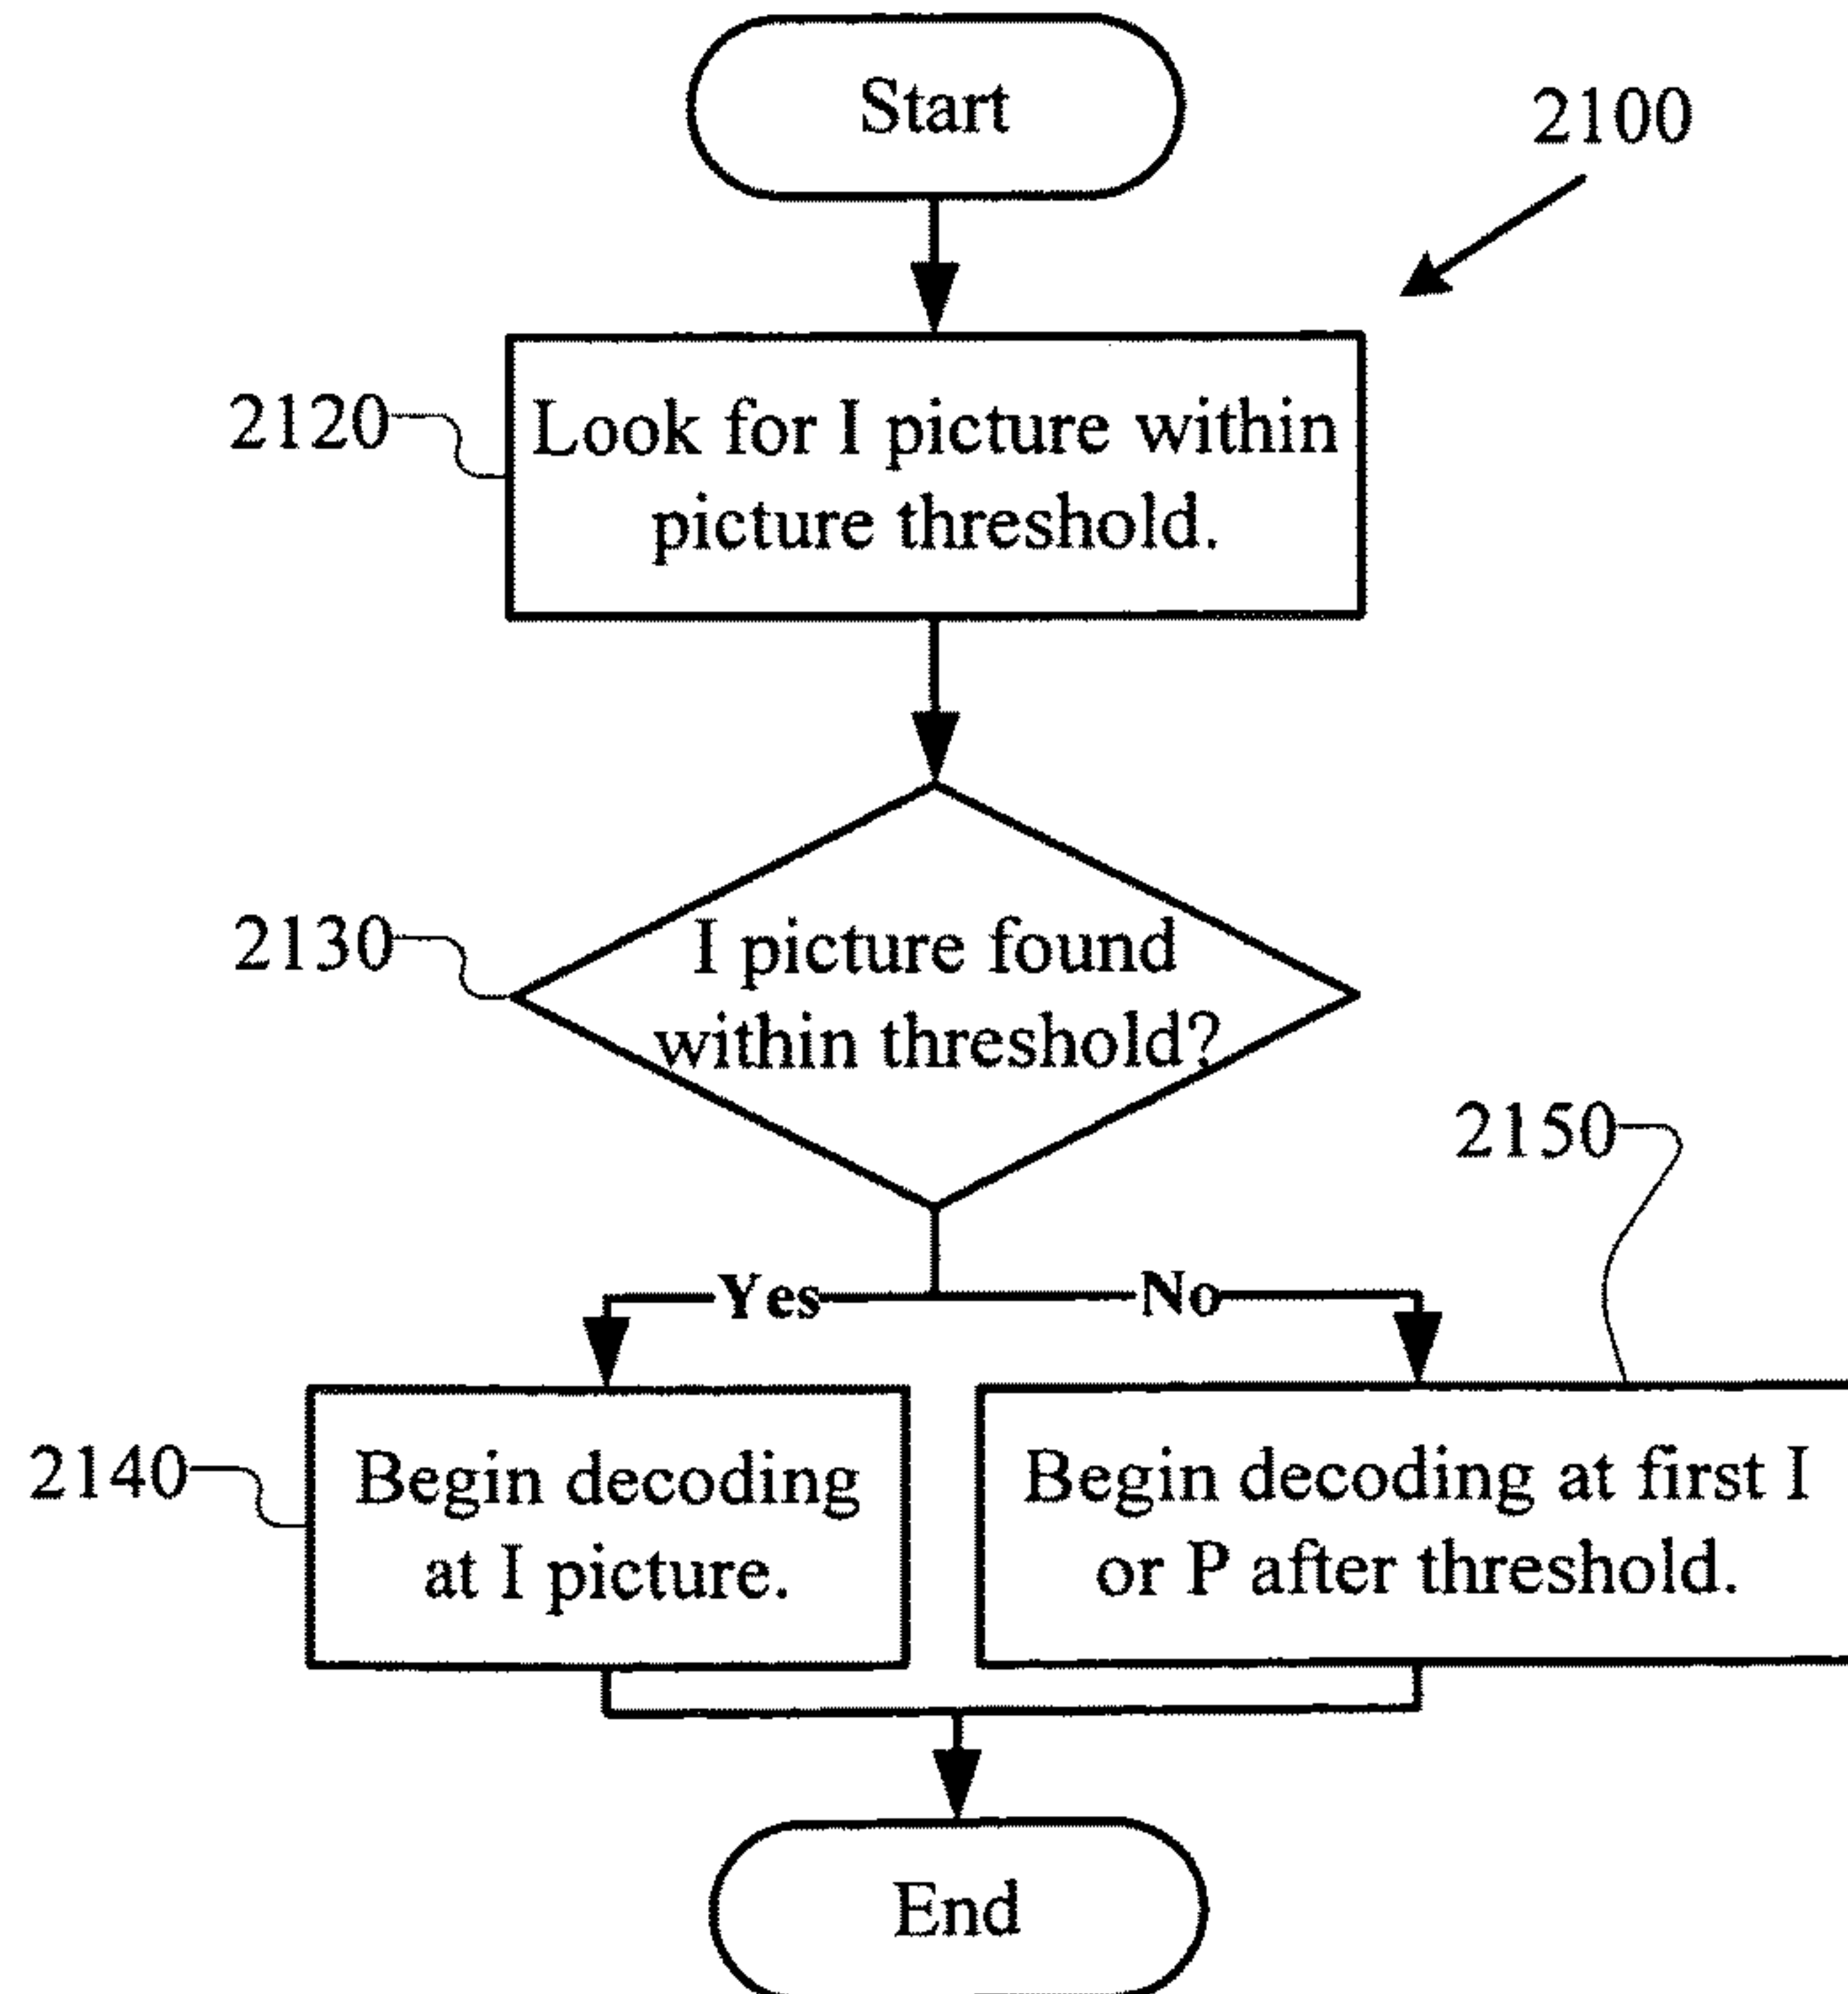 Start
2100
2120
Look for I picture within
picture threshold.
2130
I picture found
within threshold?
2150
Yes
No
2140
Begin decoding
at I picture.
Begin decoding at first I
or P after threshold.
End